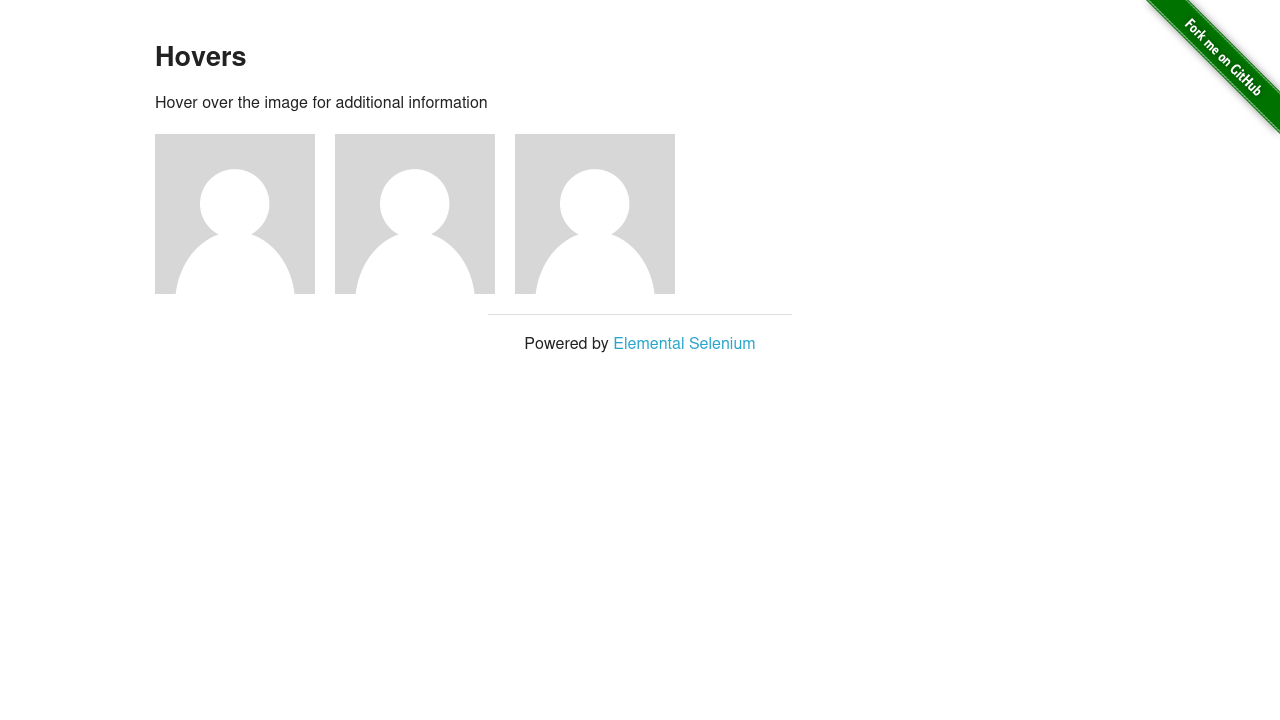 Hovers
Hover over the image for additional information
Powered by Elemental Selenium
Fork me on GitHub